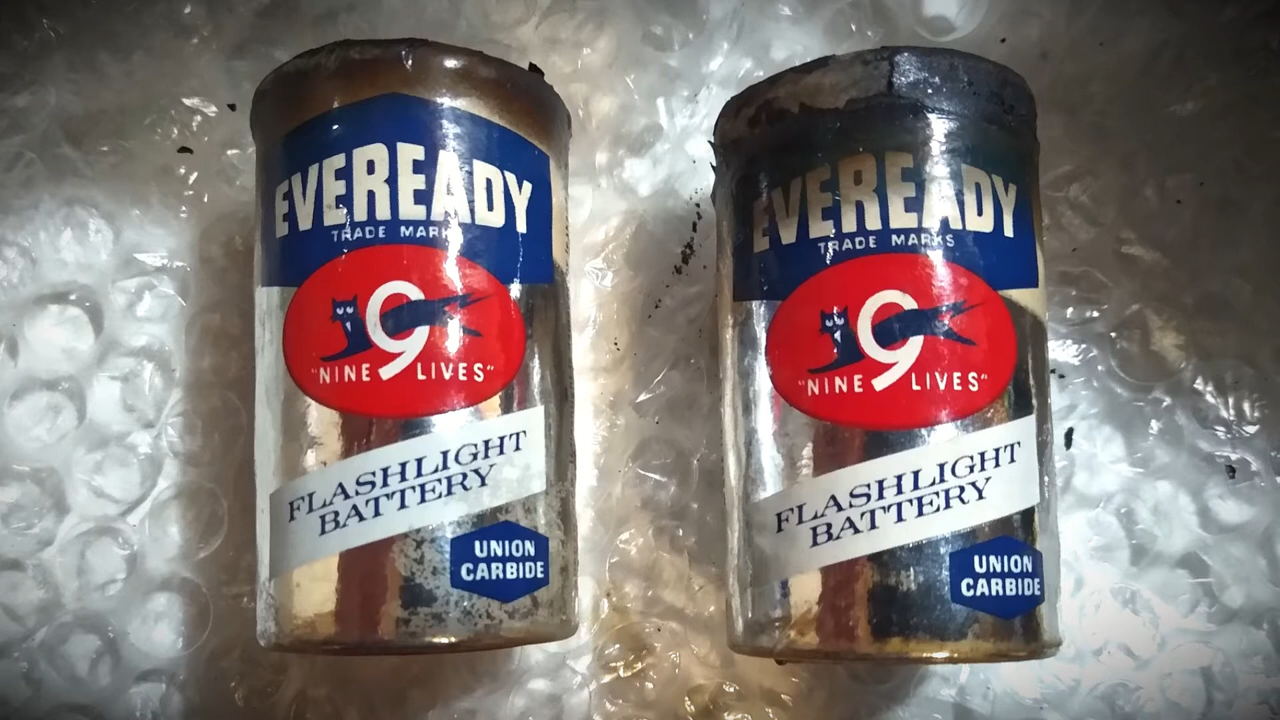 EVEREADY
TRADE MARKS
9
"NINE LIVES"
FLASHLIGHT
BATTERY
UNION
CARBIDE
EVEREADY
TRADE MARKS
9
"NINE LIVES"
FLASHLIGHT
BATTERY
UNION
CARBIDE